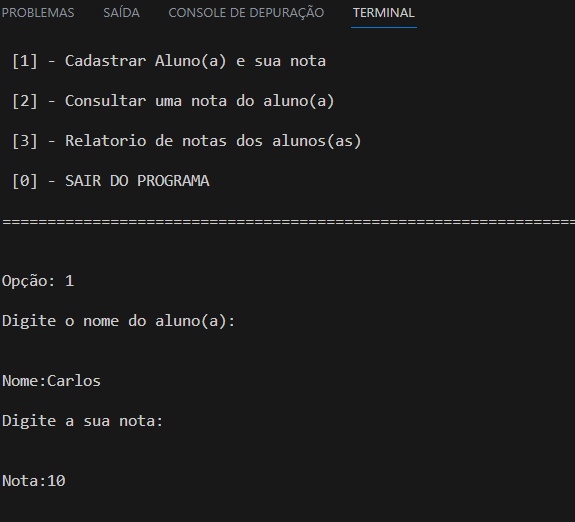 PROBLEMAS SAÍDA CONSOLE DE DEPURAÇÃO TERMINAL
[1] - Cadastrar Aluno(a) e sua nota
[2] - Consultar uma nota do aluno(a)
[3] - Relatorio de notas dos alunos(as)
[0] - SAIR DO PROGRAMA
================================================================
Opção: 1
Digite o nome do aluno(a):
Nome:Carlos
Digite a sua nota:
Nota:10